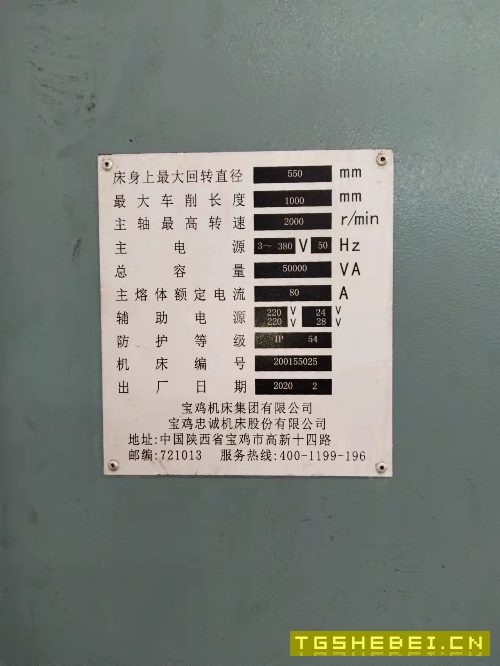 床身上最大回转直径 550 mm
最大车削长度 1000 mm
主轴最高转速 2000 r/min
主电源 3～ 380 V 50 Hz
总容量 50000 VA
主熔体额定电流 80 A
辅助电源 220 V 24 V
220 V 28 V
防护等级 IP 54
机床编号 200155025
出厂日期 2020 2
宝鸡机床集团有限公司
宝鸡忠诚机床股份有限公司
地址:中国陕西省宝鸡市高新十四路
邮编:721013 服务热线:400-1199-196
TGSHEBEI.CN